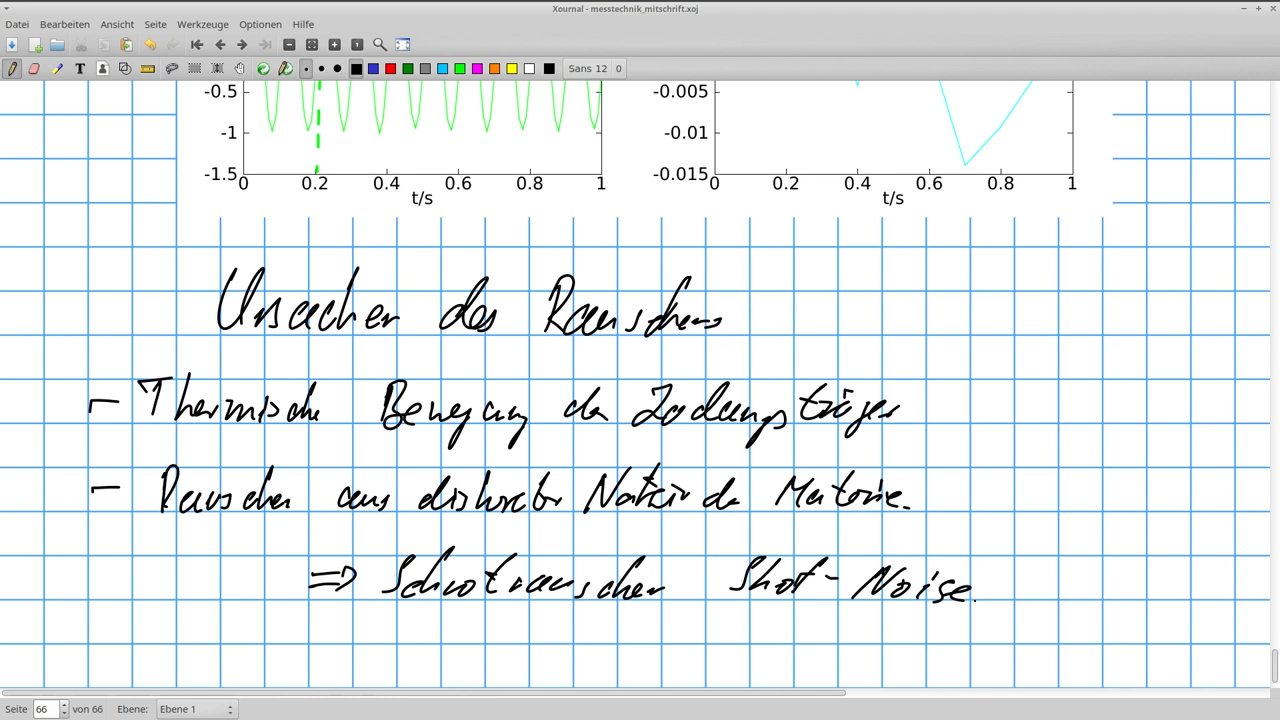 Xournal - messtechnik_mitschrift.xoj
Datei Bearbeiten Ansicht Seite Werkzeuge Optionen Hilfe
Sans 12 0
-0.5 -0.005
-1 -0.01
-1.5 -0.015
0 0.2 0.4 0.6 0.8 1 0 0.2 0.4 0.6 0.8 1
t/s t/s
Ursachen des Rauschens
- Thermische Bewegung der Ladungsträger
- Rauschen aus diskreter Natur der Materie.
⇒ Schrotrauschen Shot-Noise.
Seite 66 von 66 Ebene: Ebene 1